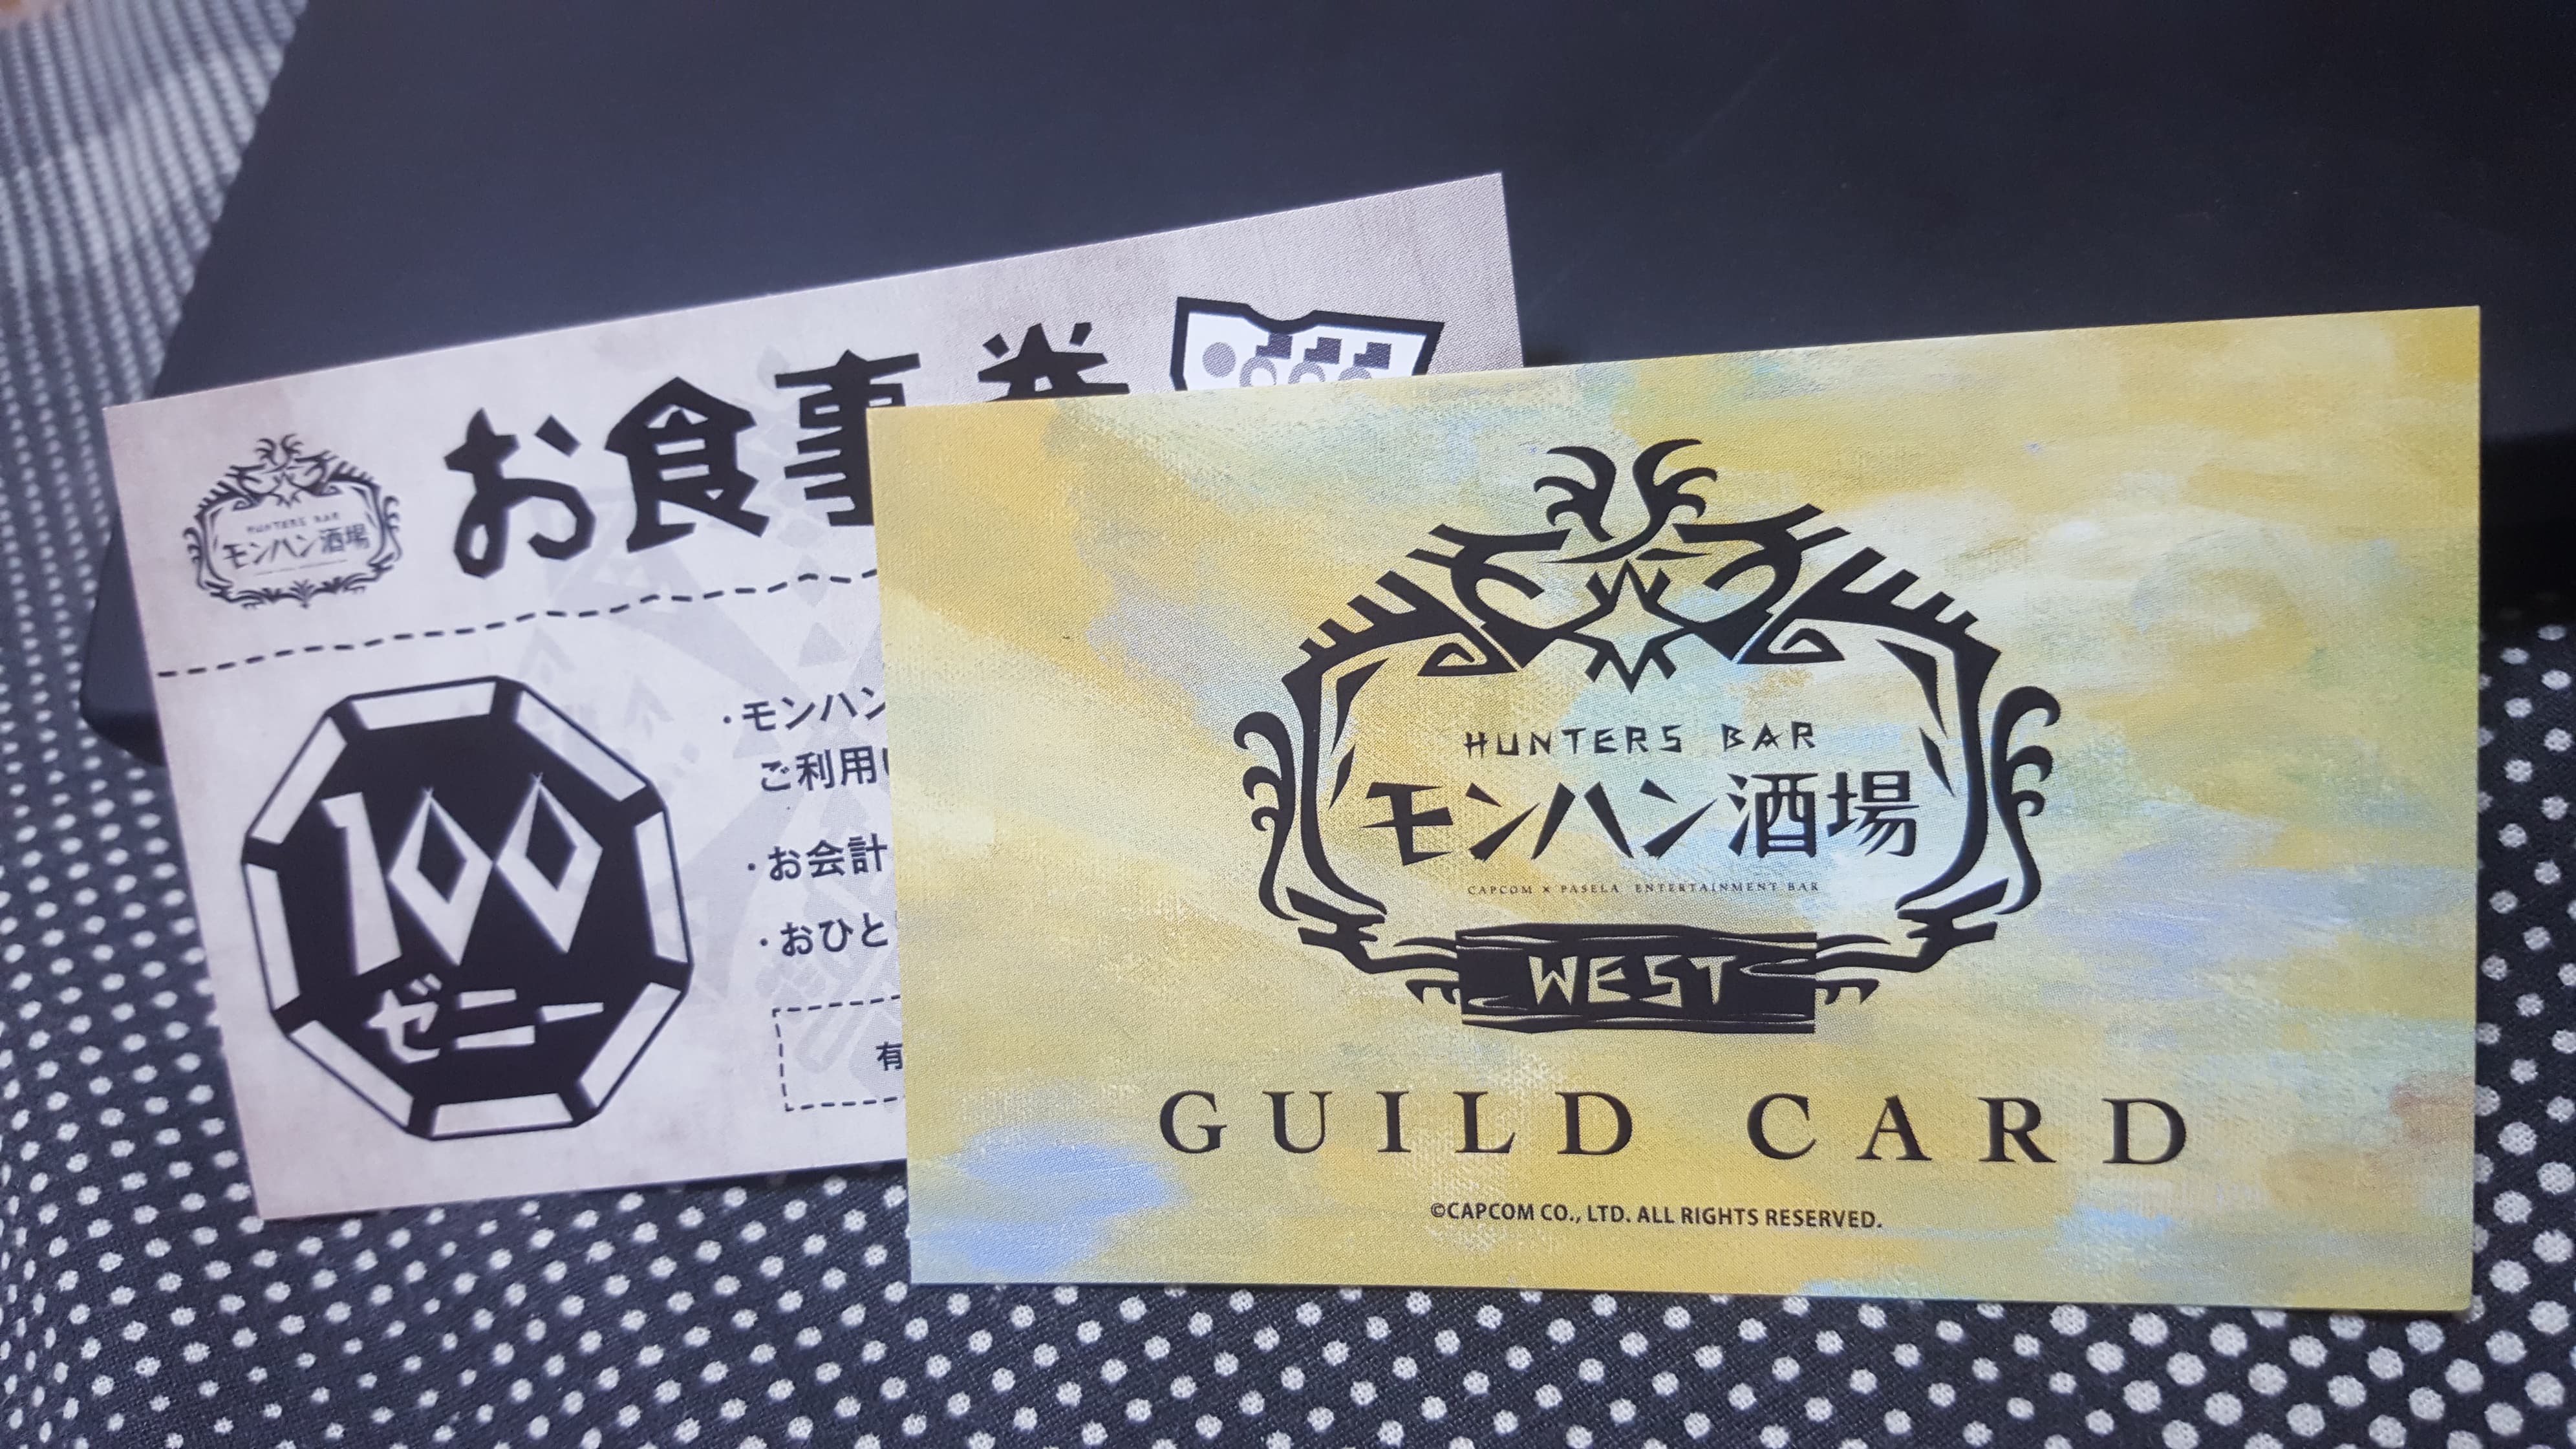 お食事券
HUNTERS BAR
モンハン酒場
100
ゼニー
・モンハン
ご利用
・お会計
・おひと
有
HUNTERS BAR
モンハン酒場
CAPCOM × PASELA ENTERTAINMENT BAR
WEST
GUILD CARD
©CAPCOM CO., LTD. ALL RIGHTS RESERVED.